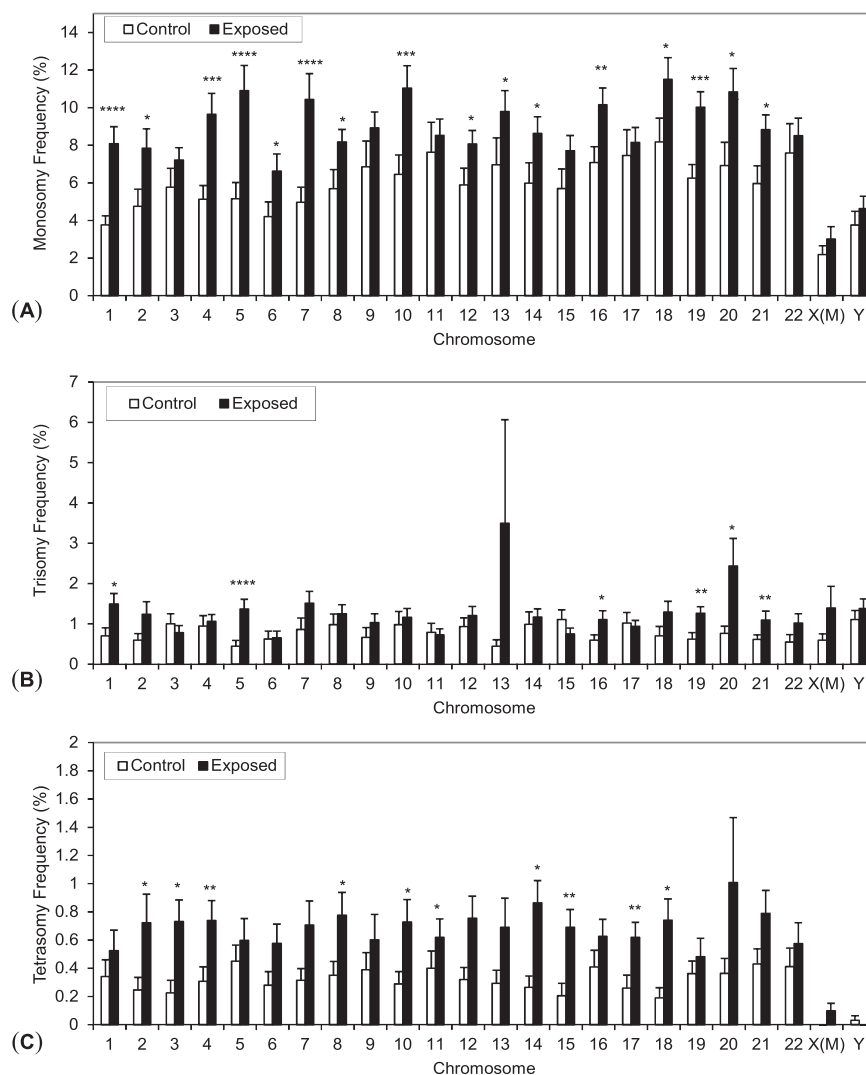 Control Exposed
Monosomy Frequency (%)
14
12
10
8
6
4
2
0
**** * *** **** * **** * *** * * * ** * *** * *
1 2 3 4 5 6 7 8 9 10 11 12 13 14 15 16 17 18 19 20 21 22 X(M) Y
Chromosome
(A)
Control Exposed
Trisomy Frequency (%)
7
6
5
4
3
2
1
0
* **** * ** * **
1 2 3 4 5 6 7 8 9 10 11 12 13 14 15 16 17 18 19 20 21 22 X(M) Y
Chromosome
(B)
Control Exposed
Tetrasomy Frequency (%)
2
1.8
1.6
1.4
1.2
1
0.8
0.6
0.4
0.2
0
* * ** * * * * ** ** *
1 2 3 4 5 6 7 8 9 10 11 12 13 14 15 16 17 18 19 20 21 22 X(M) Y
Chromosome
(C)